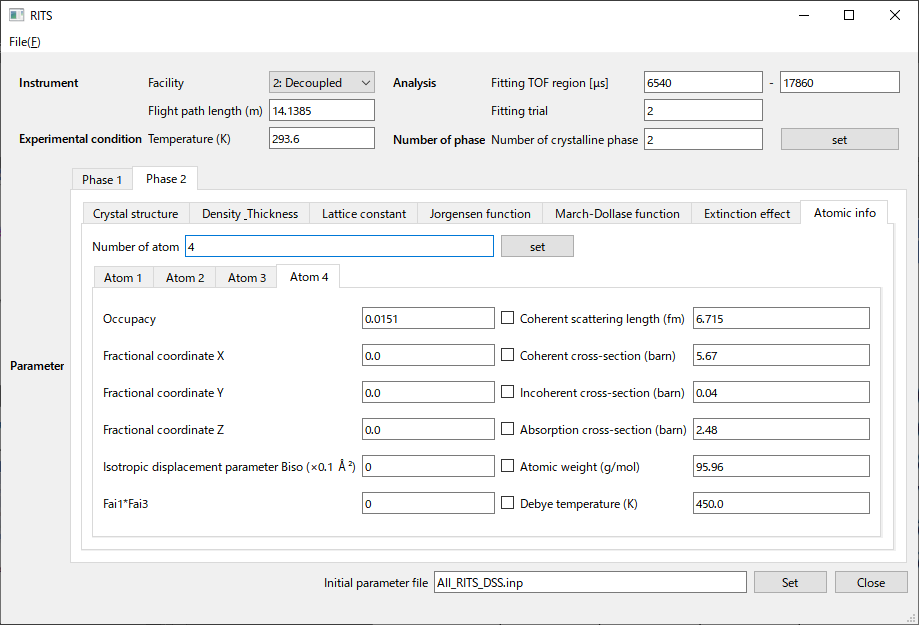 RITS
File(F)
Instrument Facility 2: Decoupled Analysis Fitting TOF region [μs] 6540 - 17860
Flight path length (m) 14.1385 Fitting trial 2
Experimental condition Temperature (K) 293.6 Number of phase Number of crystalline phase 2 set
Phase 1 Phase 2
Crystal structure Density_Thickness Lattice constant Jorgensen function March-Dollase function Extinction effect Atomic info
Number of atom 4 set
Atom 1 Atom 2 Atom 3 Atom 4
Occupacy 0.0151 Coherent scattering length (fm) 6.715
Fractional coordinate X 0.0 Coherent cross-section (barn) 5.67
Fractional coordinate Y 0.0 Incoherent cross-section (barn) 0.04
Parameter
Fractional coordinate Z 0.0 Absorption cross-section (barn) 2.48
Isotropic displacement parameter Biso (×0.1 Å²) 0 Atomic weight (g/mol) 95.96
Fai1*Fai3 0 Debye temperature (K) 450.0
Initial parameter file All_RITS_DSS.inp Set Close